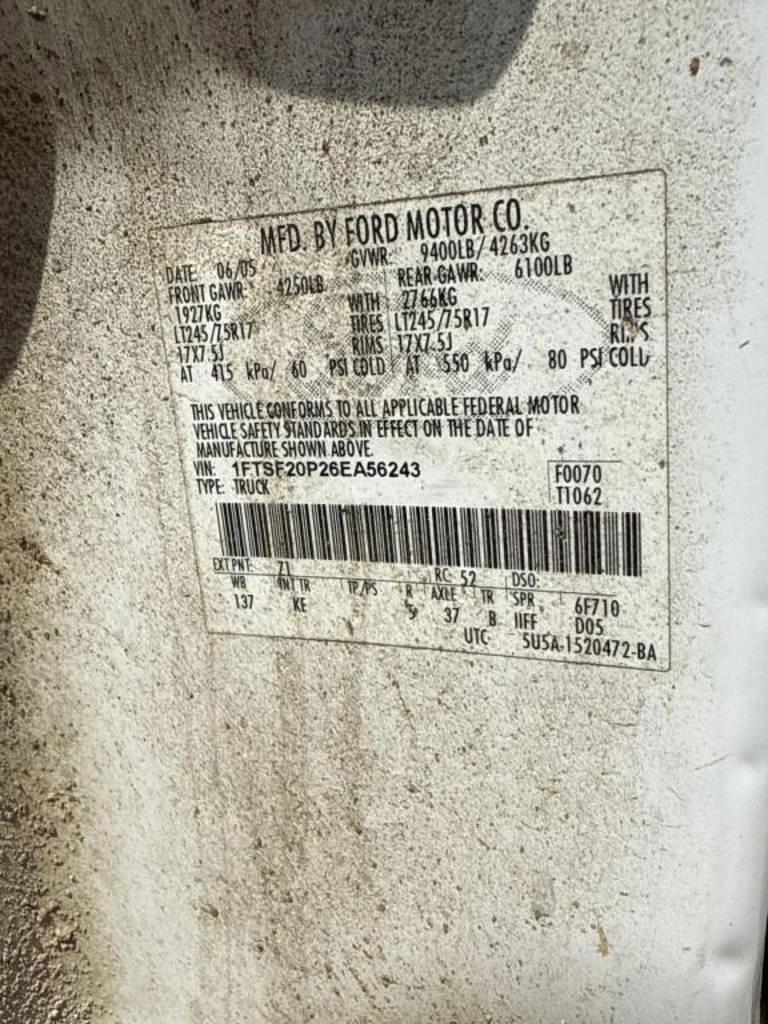 MFD. BY FORD MOTOR CO.
DATE: 06/05 GVWR: 9400LB/ 4263KG
FRONT GAWR: 4250LB REAR GAWR: 6100LB
1927KG WITH 2766KG WITH
LT245/75R17 TIRES LT245/75R17 TIRES
17X7.5J RIMS 17X7.5J RIMS
AT 415 kPa/ 60 PSI COLD AT 550 kPa/ 80 PSI COLD
THIS VEHICLE CONFORMS TO ALL APPLICABLE FEDERAL MOTOR
VEHICLE SAFETY STANDARDS IN EFFECT ON THE DATE OF
MANUFACTURE SHOWN ABOVE.
VIN: 1FTSF20P26EA56243 F0070
TYPE: TRUCK T1062
EXT PNT: Z1 RC: 52 DSO:
WB INT TR TP/PS R AXLE TR SPR 6F710
137 KE 5 37 B IIFF D05
UTC 5U5A-1520472-BA